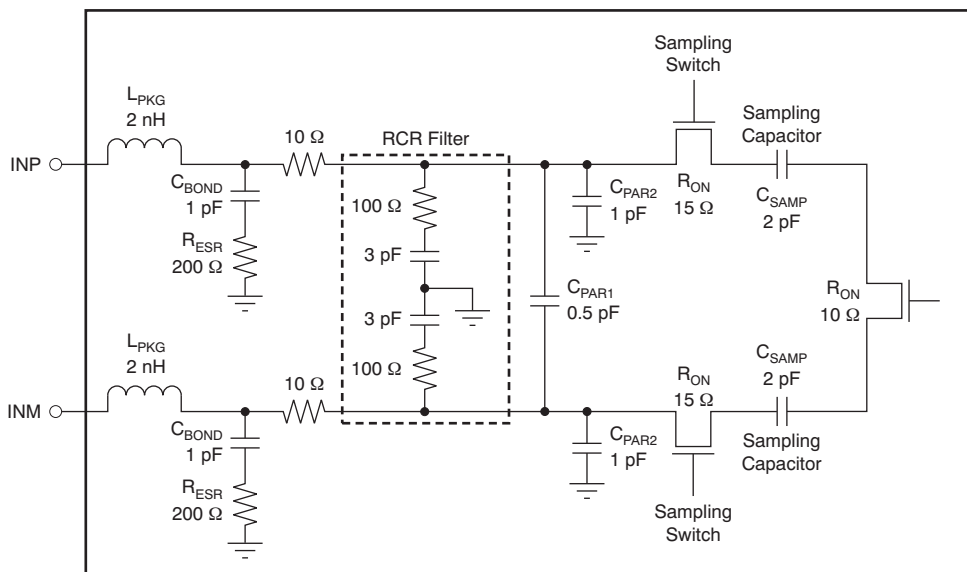 Sampling
Switch
L_PKG
2 nH
10 Ω
RCR Filter
Sampling
Capacitor
INP
C_BOND
1 pF
R_ESR
200 Ω
100 Ω
3 pF
C_PAR2
1 pF
R_ON
15 Ω
C_SAMP
2 pF
C_PAR1
0.5 pF
R_ON
10 Ω
3 pF
100 Ω
L_PKG
2 nH
10 Ω
R_ON
15 Ω
C_SAMP
2 pF
INM
C_BOND
1 pF
R_ESR
200 Ω
C_PAR2
1 pF
Sampling
Capacitor
Sampling
Switch